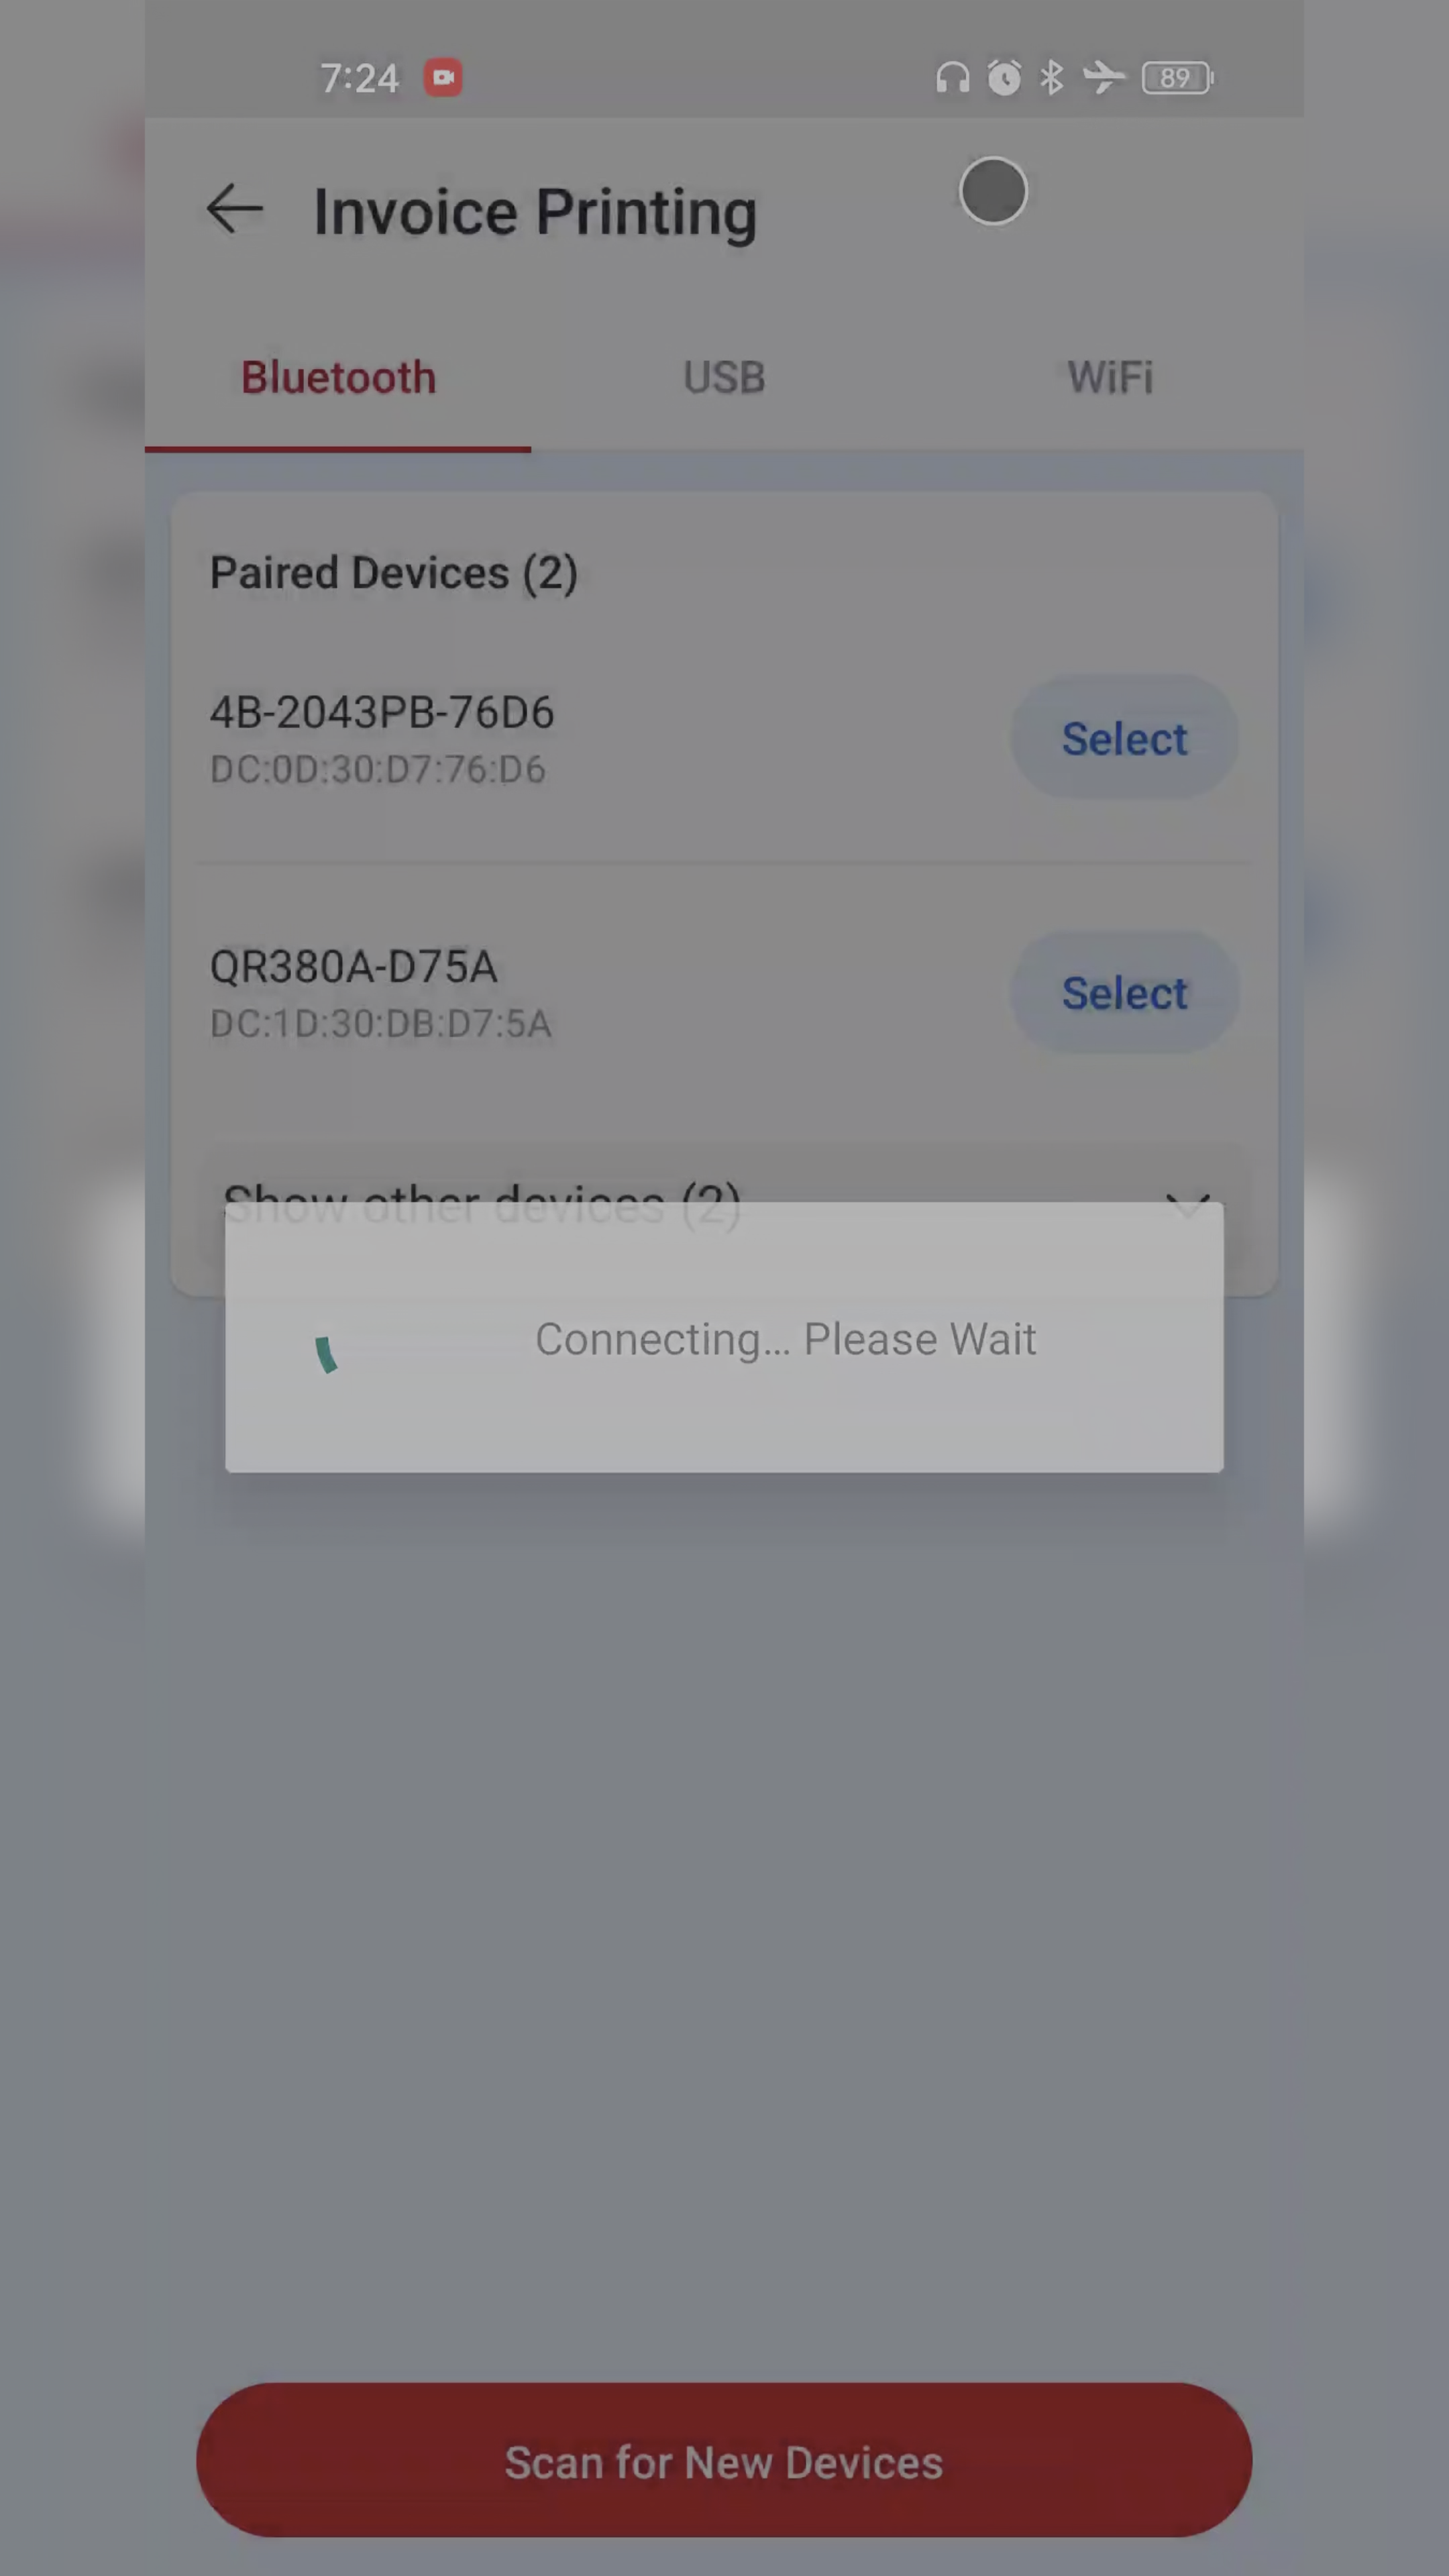 7:24
89
Invoice Printing
Bluetooth USB WiFi
Paired Devices (2)
4B-2043PB-76D6
Select
DC:0D:30:D7:76:D6
QR380A-D75A
Select
DC:1D:30:DB:D7:5A
Show other devices (2)
Connecting... Please Wait
Scan for New Devices